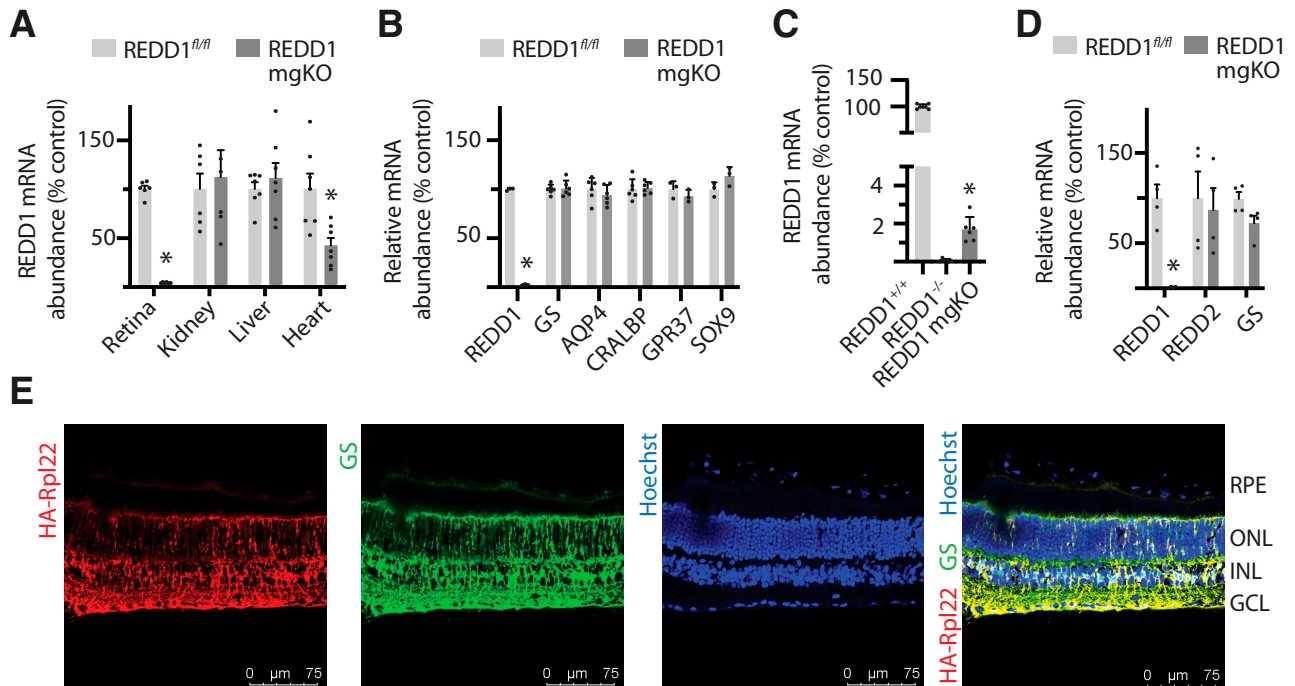 A
REDD1fl/fl
REDD1
mgKO
REDD1 mRNA
abundance (% control)
150
100
50
Retina
Kidney
Liver
Heart
*
*
B
REDD1fl/fl
REDD1
mgKO
Relative mRNA
abundance (% control)
150
100
50
REDD1
GS
AQP4
CRALBP
GPR37
SOX9
*
C
REDD1 mRNA
abundance (% control)
150
100
4
2
REDD1+/+
REDD1-/-
REDD1 mgKO
*
D
REDD1fl/fl
REDD1
mgKO
Relative mRNA
abundance (% control)
150
100
50
REDD1
REDD2
GS
*
E
HA-Rpl22
0 µm 75
GS
0 µm 75
Hoechst
0 µm 75
HA-Rpl22 GS Hoechst
0 µm 75
RPE
ONL
INL
GCL